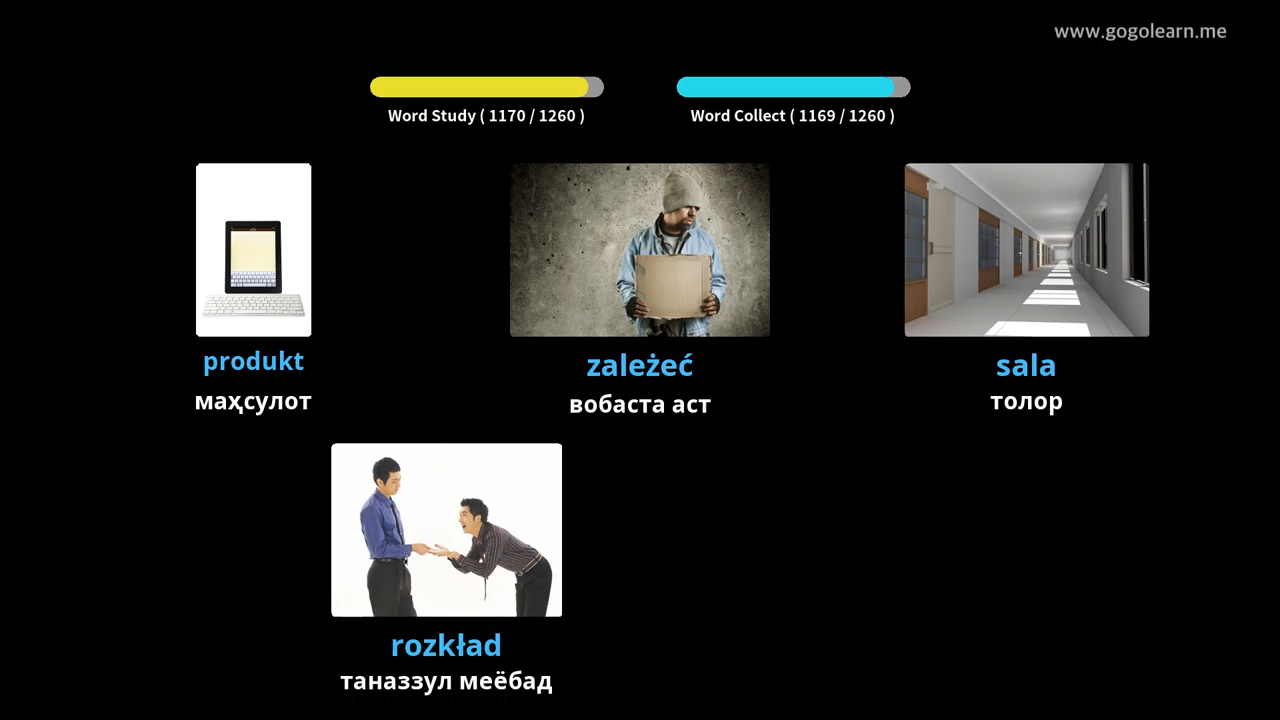 www.gogolearn.me
Word Study ( 1170 / 1260 )
Word Collect ( 1169 / 1260 )
produkt
маҳсулот
zależeć
вобаста аст
sala
толор
rozkład
таназзул меёбад